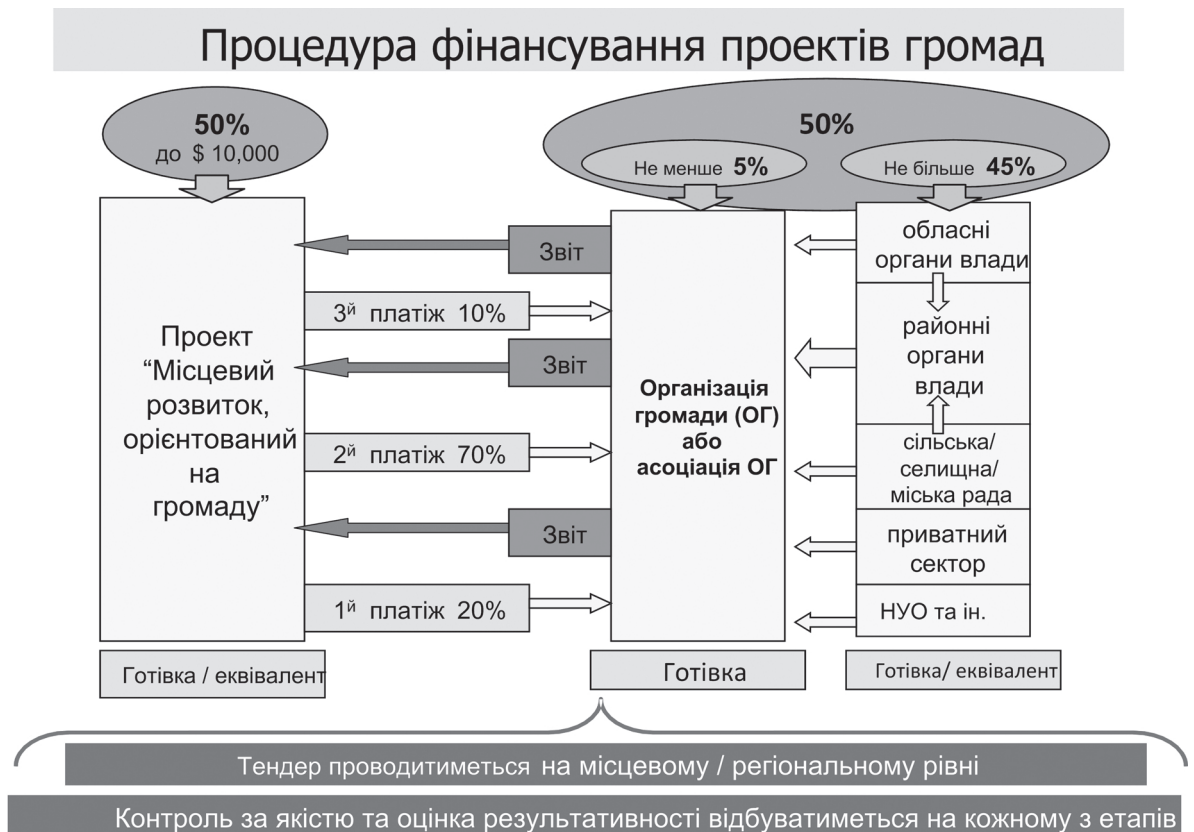 Процедура фінансування проектів громад
50%
до $ 10,000
50%
Не менше 5%
Не більше 45%
Проект
“Місцевий
розвиток,
орієнтований
на
громаду”
Звіт
3й платіж 10%
Звіт
2й платіж 70%
Звіт
1й платіж 20%
Організація
громади (ОГ)
або
асоціація ОГ
обласні
органи влади
районні
органи
влади
сільська/
селищна/
міська рада
приватний
сектор
НУО та ін.
Готівка / еквівалент
Готівка
Готівка/ еквівалент
Тендер проводитиметься на місцевому / регіональному рівні
Контроль за якістю та оцінка результативності відбуватиметься на кожному з етапів